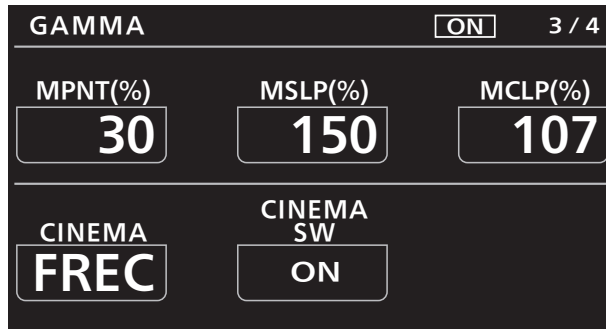 GAMMA ON 3 / 4
MPNT(%) MSLP(%) MCLP(%)
30 150 107
CINEMA CINEMA SW
FREC ON